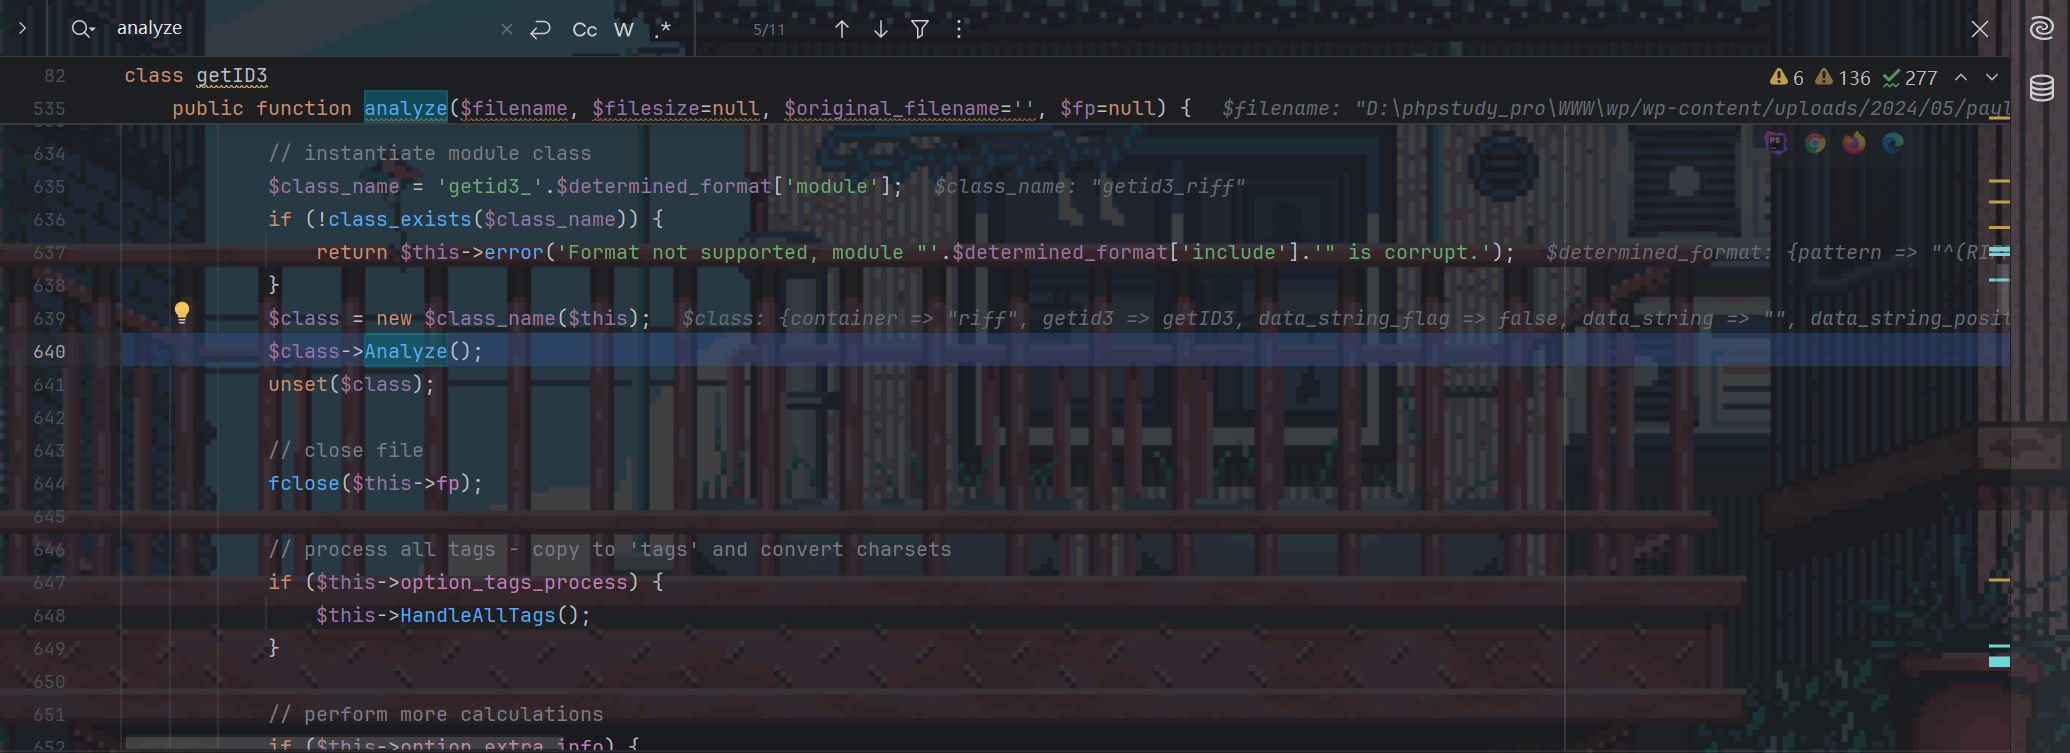 analyze
Cc W .* 5/11
82 class getID3
6 136 277
535 public function analyze($filename, $filesize=null, $original_filename='', $fp=null) { $filename: "D:\phpstudy_pro\WWW\wp/wp-content/uploads/2024/05/payl
634 // instantiate module class
635 $class_name = 'getid3_'.$determined_format['module']; $class_name: "getid3_riff"
636 if (!class_exists($class_name)) {
637 return $this->error('Format not supported, module "'.$determined_format['include'].'" is corrupt.'); $determined_format: {pattern => "^(RIF
638 }
639 $class = new $class_name($this); $class: {container => "riff", getid3 => getID3, data_string_flag => false, data_string => "", data_string_posit
640 $class->Analyze();
641 unset($class);
642
643 // close file
644 fclose($this->fp);
645
646 // process all tags - copy to 'tags' and convert charsets
647 if ($this->option_tags_process) {
648 $this->HandleAllTags();
649 }
650
651 // perform more calculations
652 if ($this->option_extra_info) {